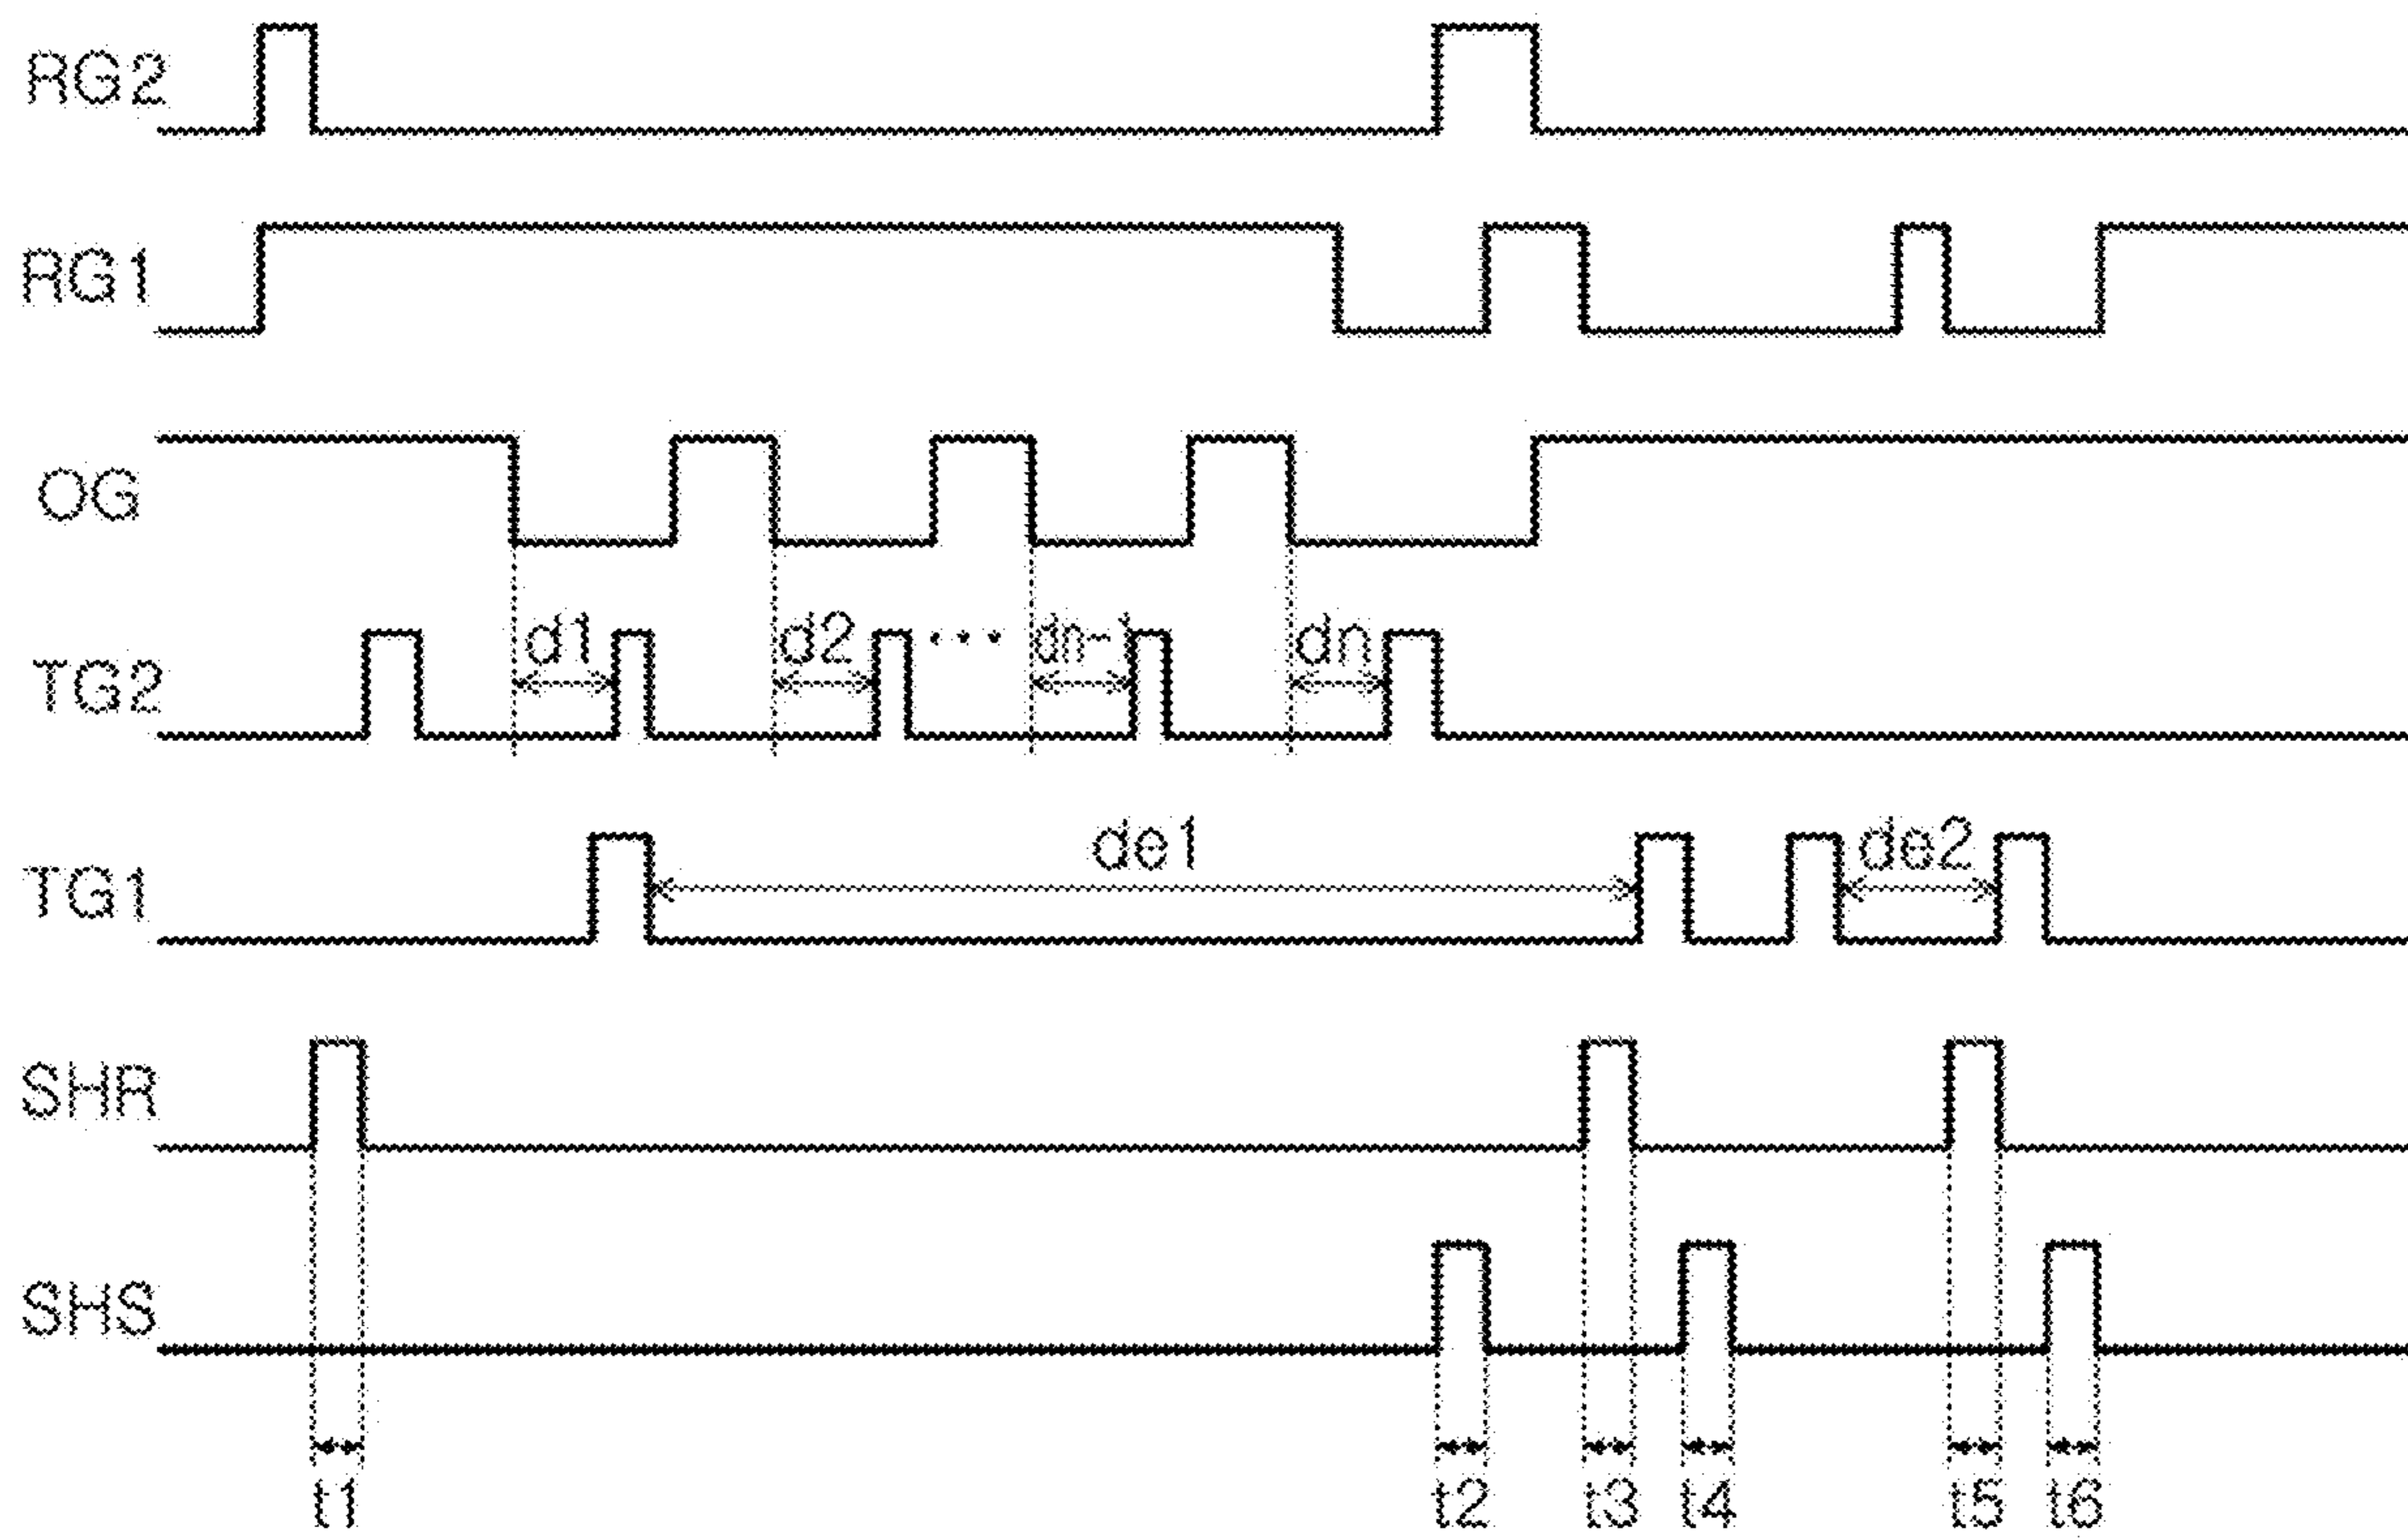 RG2
RG1
OG
d1 d2 ... dn-1 dn
TG2
de1 de2
TG1
SHR
SHS
t1 t2 t3 t4 t5 t6